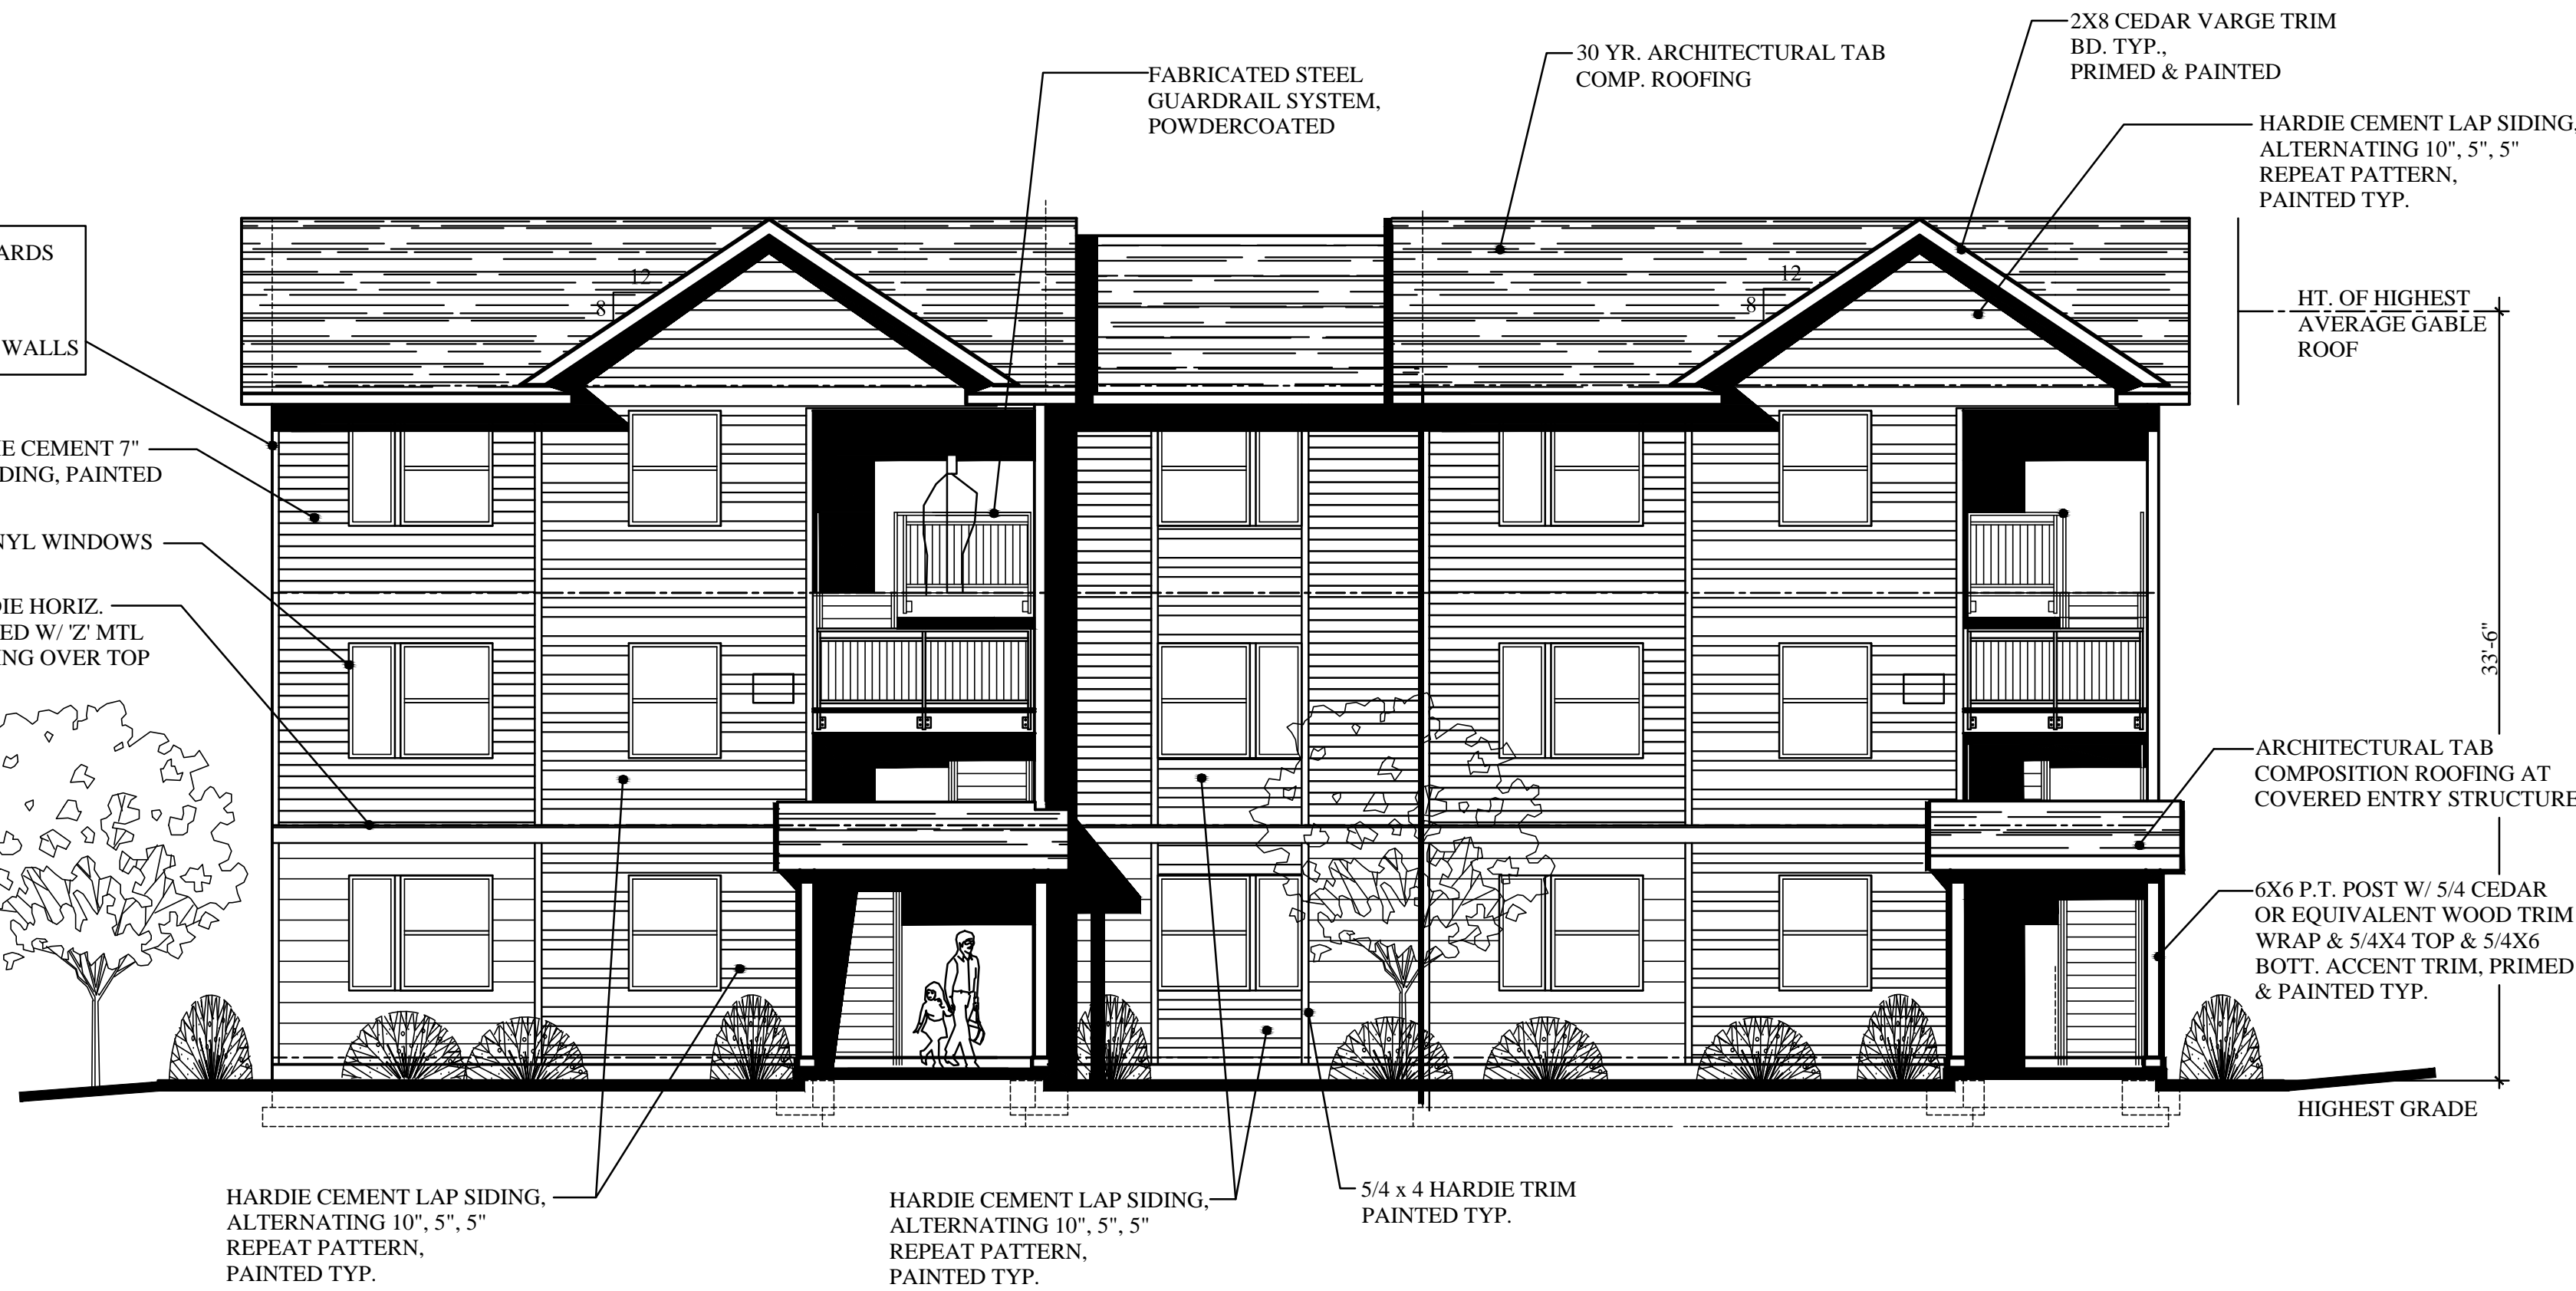 2X8 CEDAR VARGE TRIM
BD. TYP.,
PRIMED & PAINTED
30 YR. ARCHITECTURAL TAB
COMP. ROOFING
FABRICATED STEEL
GUARDRAIL SYSTEM,
POWDERCOATED
HARDIE CEMENT LAP SIDING,
ALTERNATING 10", 5", 5"
REPEAT PATTERN,
PAINTED TYP.
ARDS
WALLS
12
8
12
8
HT. OF HIGHEST
AVERAGE GABLE
ROOF
E CEMENT 7"
DING, PAINTED
NYL WINDOWS
IE HORIZ.
ED W/ 'Z' MTL
ING OVER TOP
33'-6"
ARCHITECTURAL TAB
COMPOSITION ROOFING AT
COVERED ENTRY STRUCTURE
6X6 P.T. POST W/ 5/4 CEDAR
OR EQUIVALENT WOOD TRIM
WRAP & 5/4X4 TOP & 5/4X6
BOTT. ACCENT TRIM, PRIMED
& PAINTED TYP.
HIGHEST GRADE
HARDIE CEMENT LAP SIDING,
ALTERNATING 10", 5", 5"
REPEAT PATTERN,
PAINTED TYP.
HARDIE CEMENT LAP SIDING,
ALTERNATING 10", 5", 5"
REPEAT PATTERN,
PAINTED TYP.
5/4 x 4 HARDIE TRIM
PAINTED TYP.